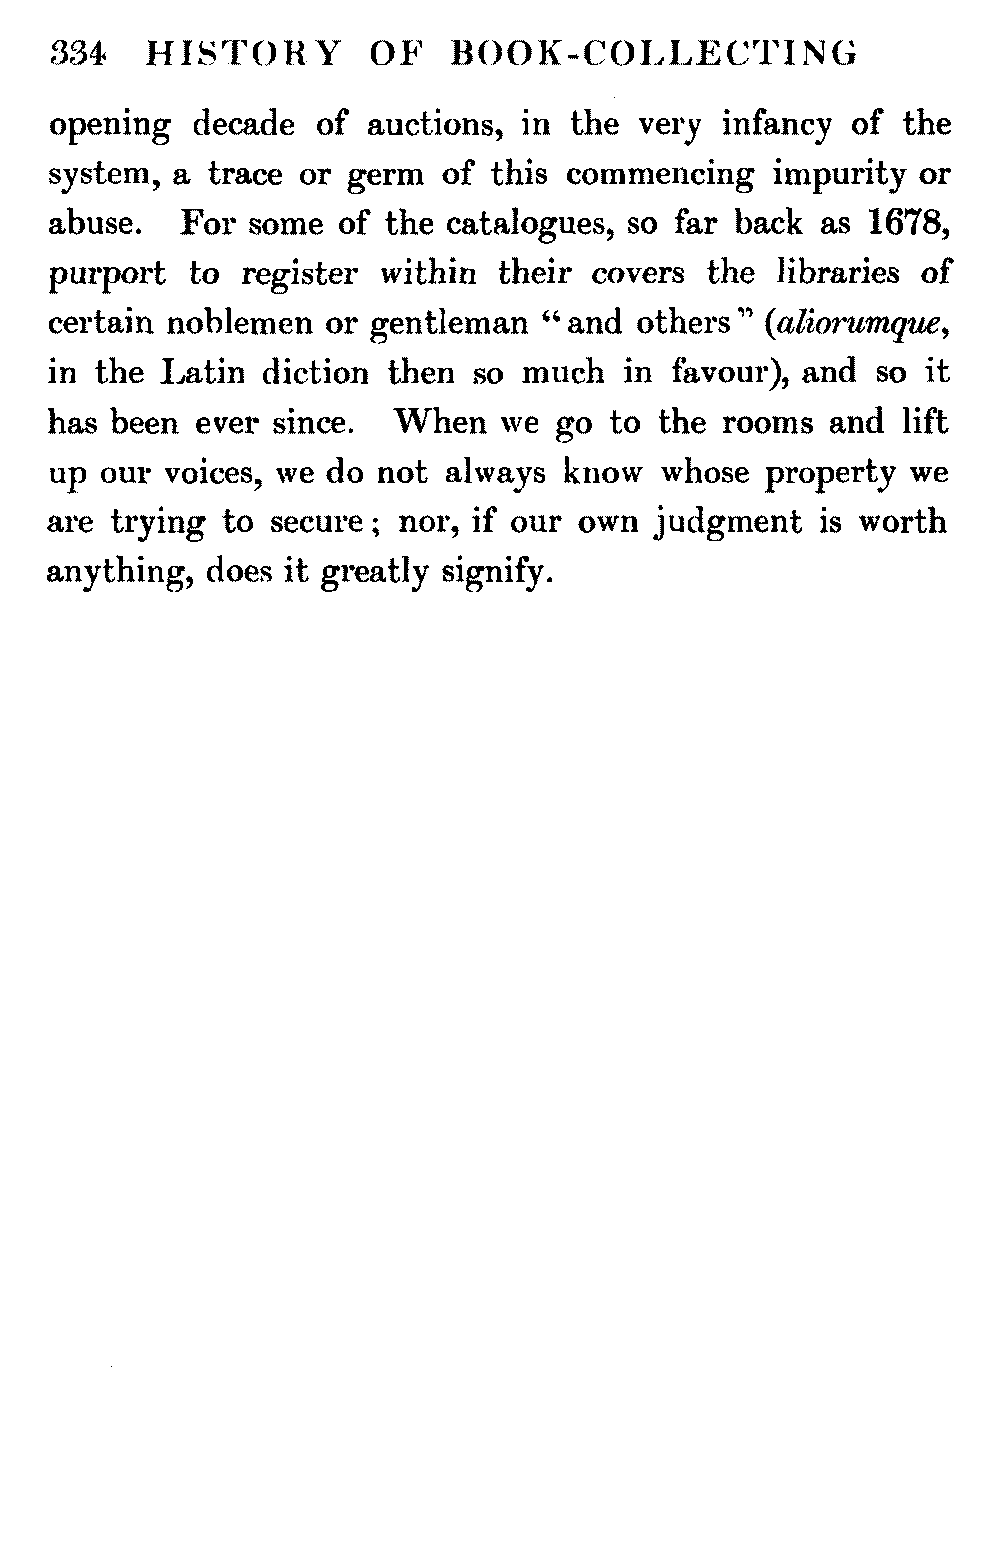 334 HISTORY OF BOOK-COLLECTING
opening decade of auctions, in the very infancy of the
system, a trace or germ of this commencing impurity or
abuse. For some of the catalogues, so far back as 1678,
purport to register within their covers the libraries of
certain noblemen or gentleman “and others” (aliorumque,
in the Latin diction then so much in favour), and so it
has been ever since. When we go to the rooms and lift
up our voices, we do not always know whose property we
are trying to secure; nor, if our own judgment is worth
anything, does it greatly signify.